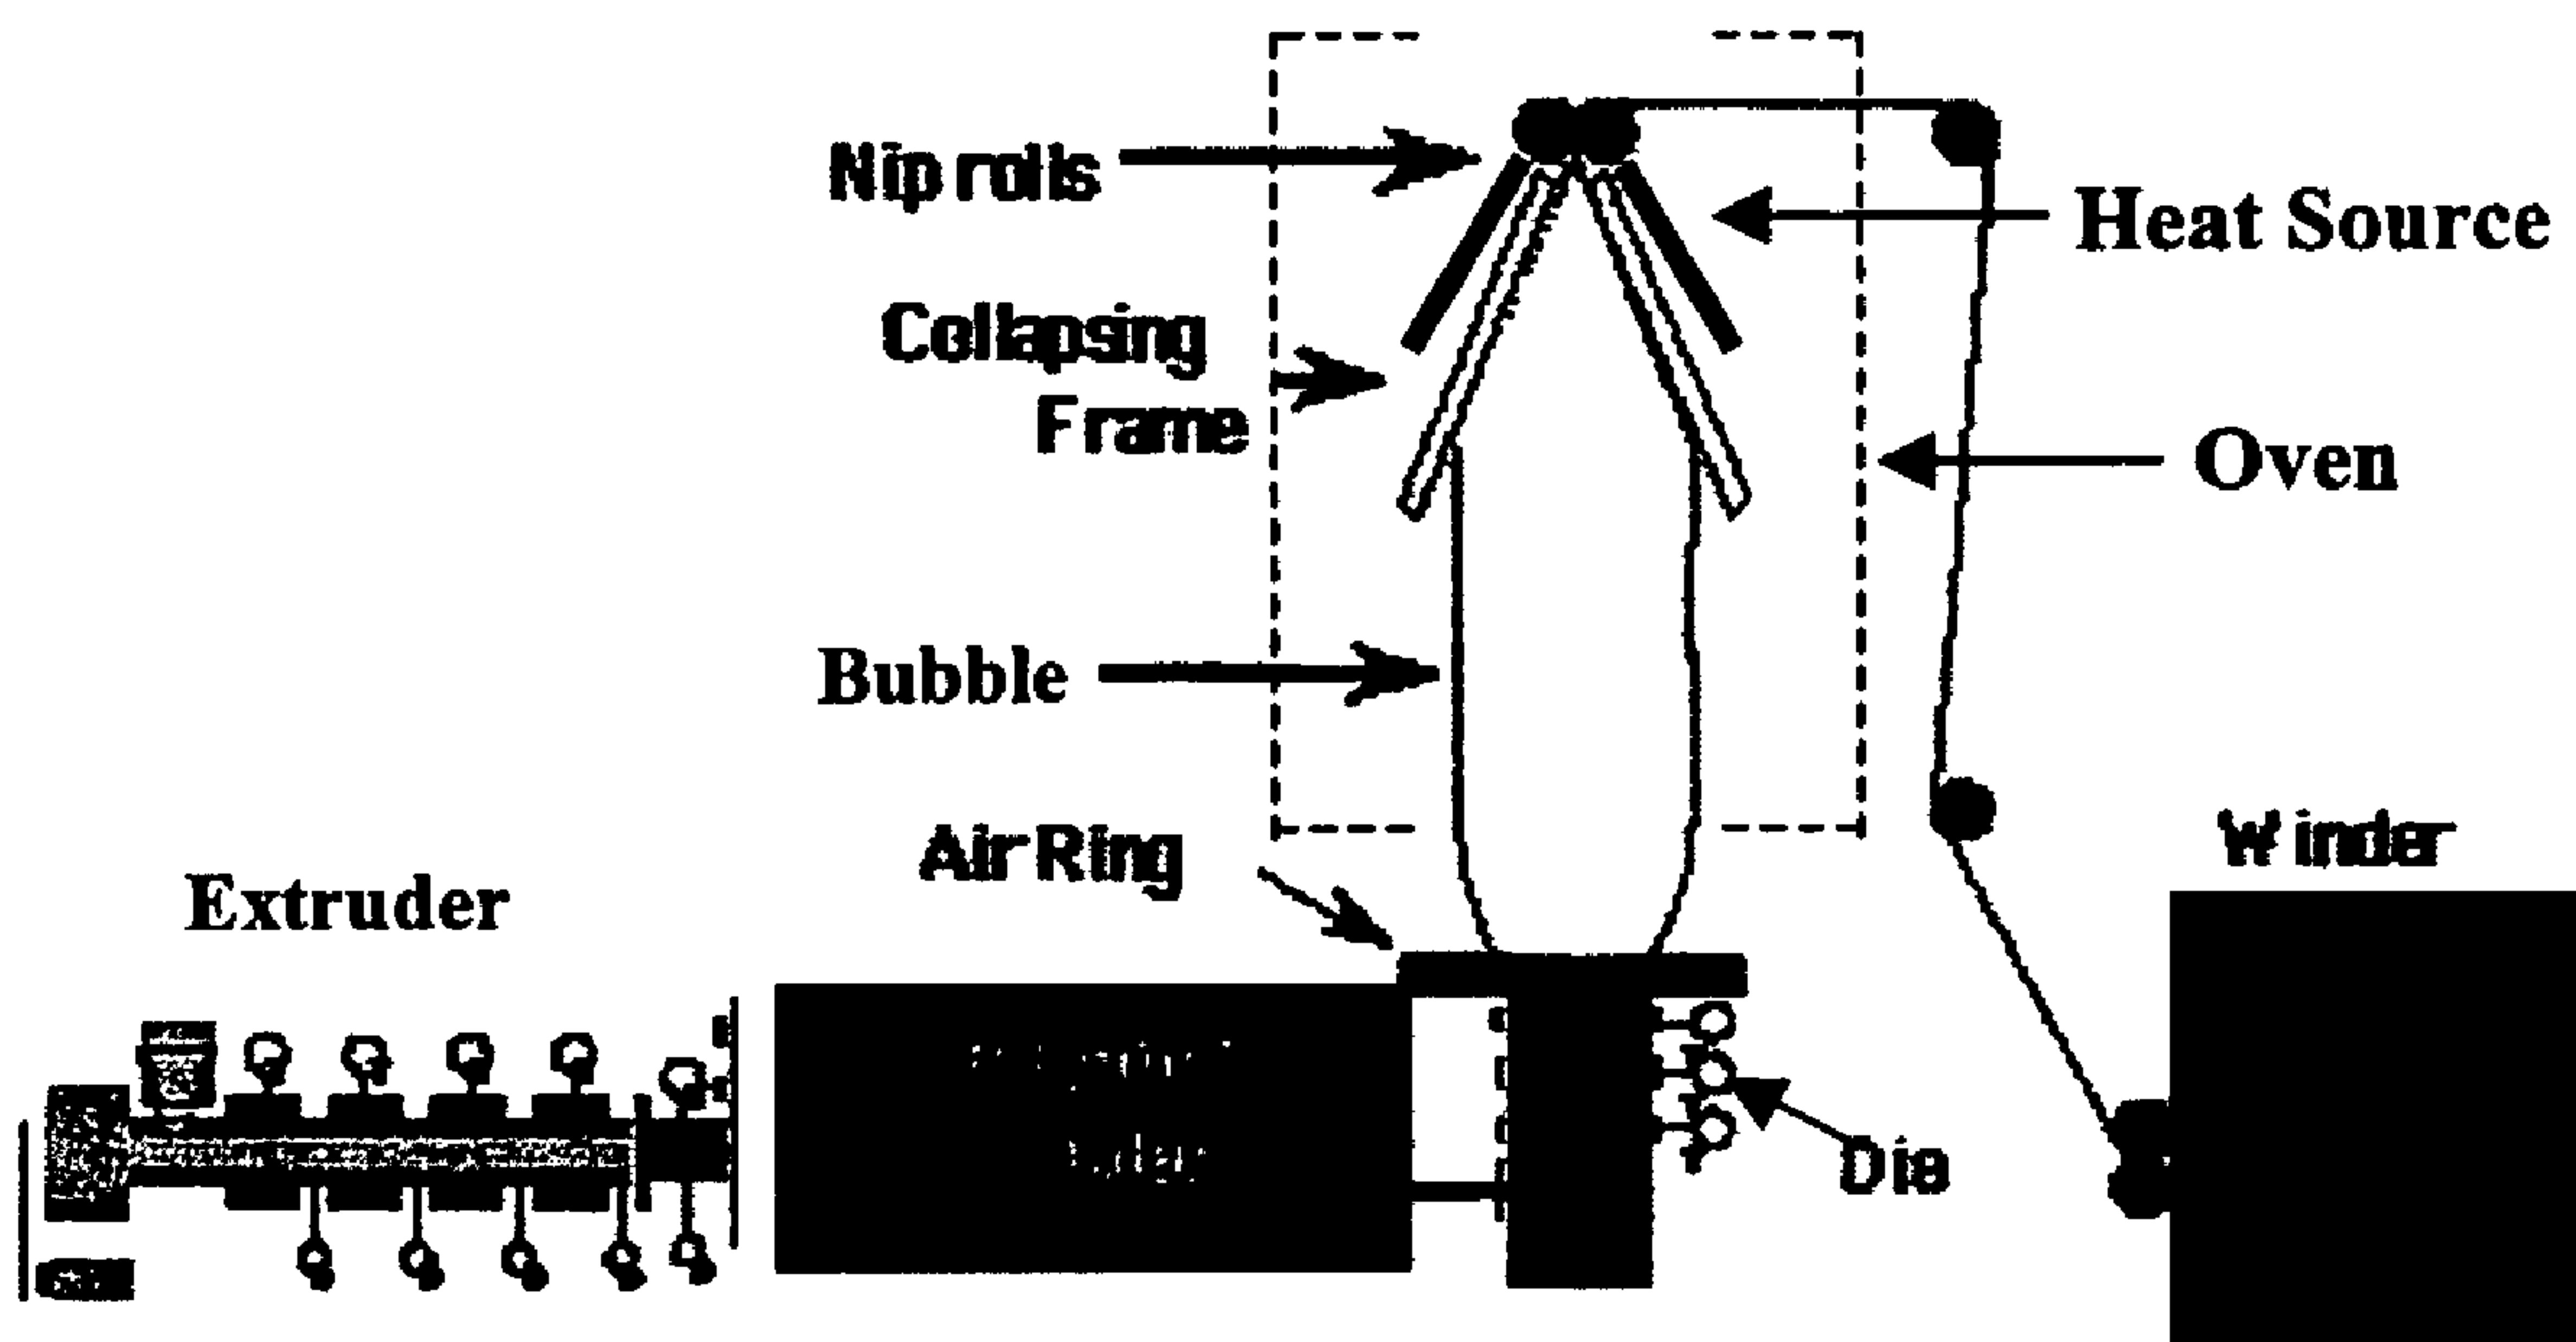 Nip rolls
Heat Source
Collapsing
Frame
Oven
Bubble
Air Ring
Winder
Extruder
Die